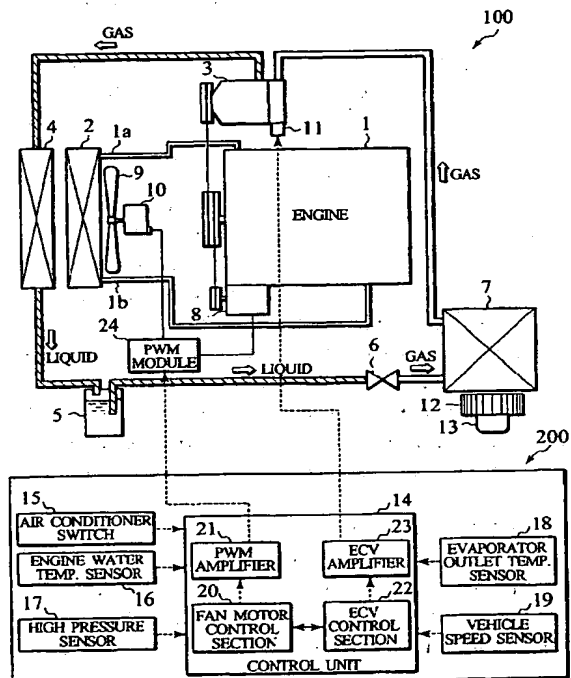 GAS
100
3
4
2
1a
11
1
9
10
GAS
ENGINE
7
1b
8
24
LIQUID
PWM
MODULE
LIQUID
6
GAS
5
12
13
200
15
14
AIR CONDITIONER
SWITCH
21
PWM
AMPLIFIER
23
ECV
AMPLIFIER
18
EVAPORATOR
OUTLET TEMP.
SENSOR
ENGINE WATER
TEMP. SENSOR
16
20
FAN MOTOR
CONTROL
SECTION
22
ECV
CONTROL
SECTION
17
HIGH PRESSURE
SENSOR
19
VEHICLE
SPEED SENSOR
CONTROL UNIT